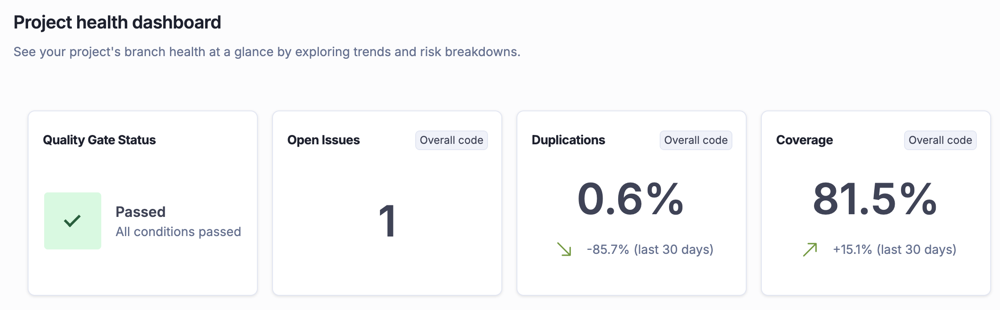 Project health dashboard
See your project's branch health at a glance by exploring trends and risk breakdowns.
Quality Gate Status
Passed
All conditions passed
Open Issues
Overall code
1
Duplications
Overall code
0.6%
-85.7% (last 30 days)
Coverage
Overall code
81.5%
+15.1% (last 30 days)